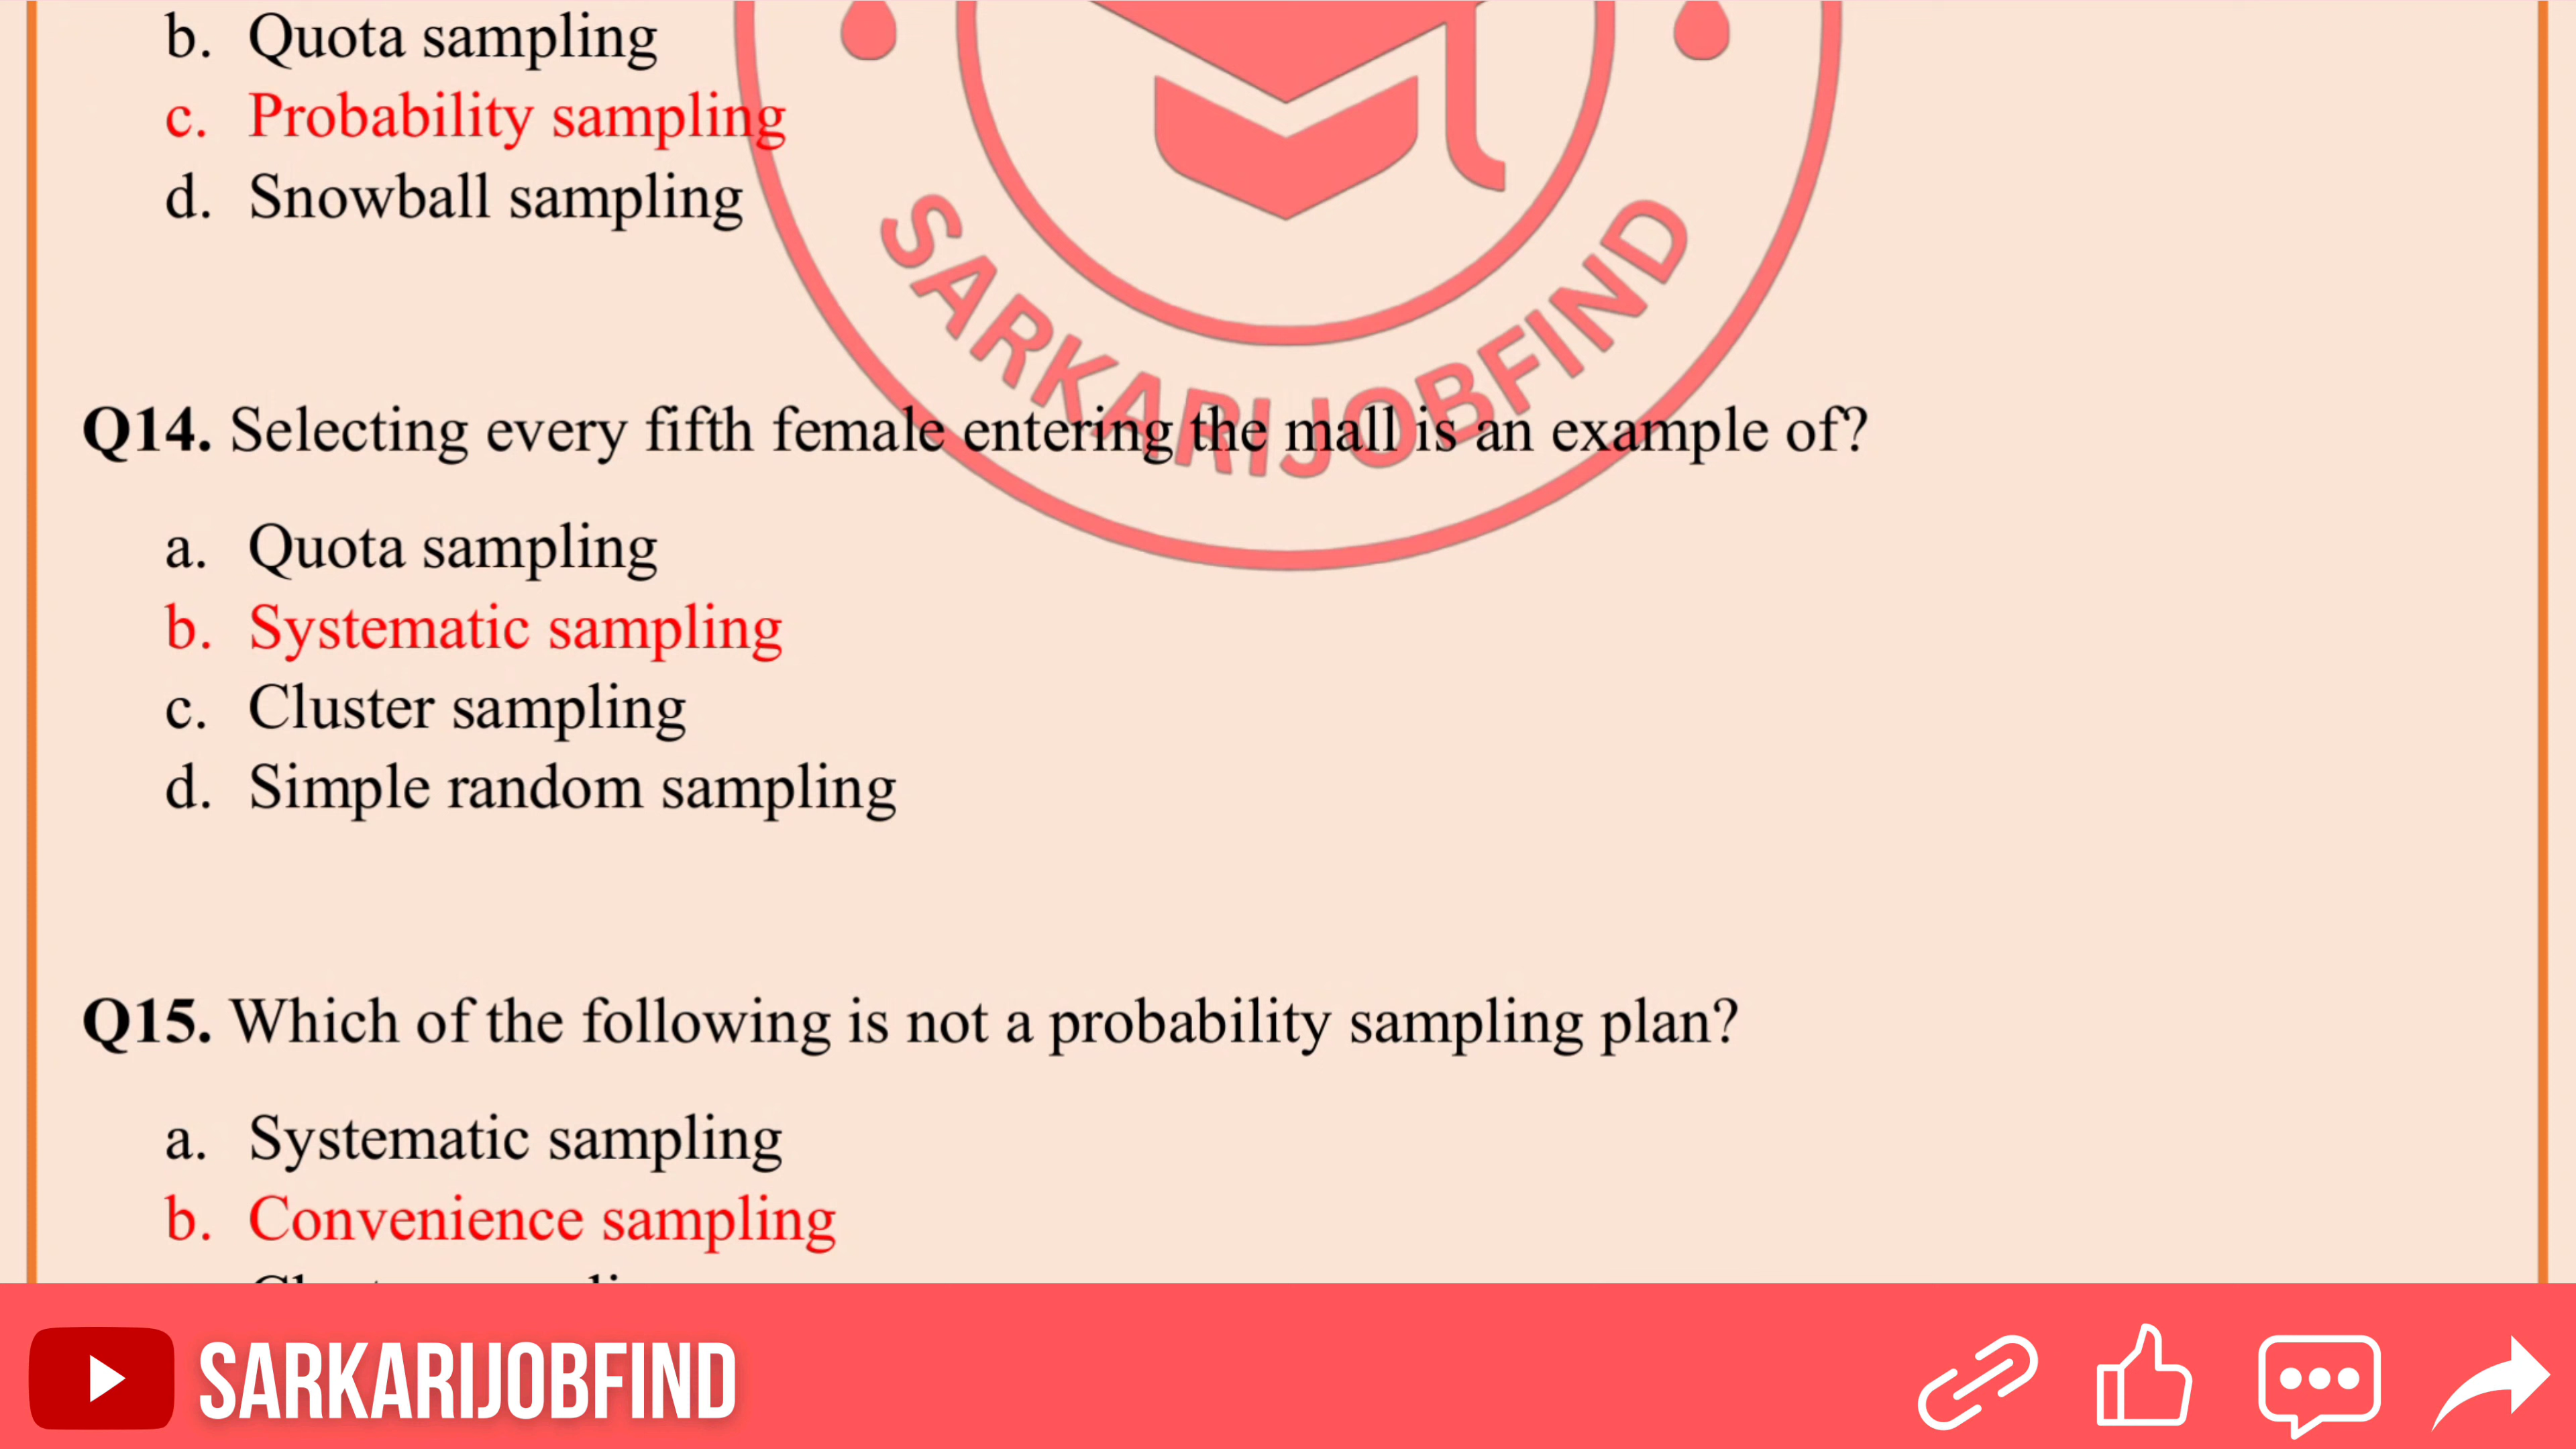 b. Quota sampling
c. Probability sampling
d. Snowball sampling
SARKARIJOBFIND
Q14. Selecting every fifth female entering the mall is an example of?
a. Quota sampling
b. Systematic sampling
c. Cluster sampling
d. Simple random sampling
Q15. Which of the following is not a probability sampling plan?
a. Systematic sampling
b. Convenience sampling
SARKARIJOBFIND